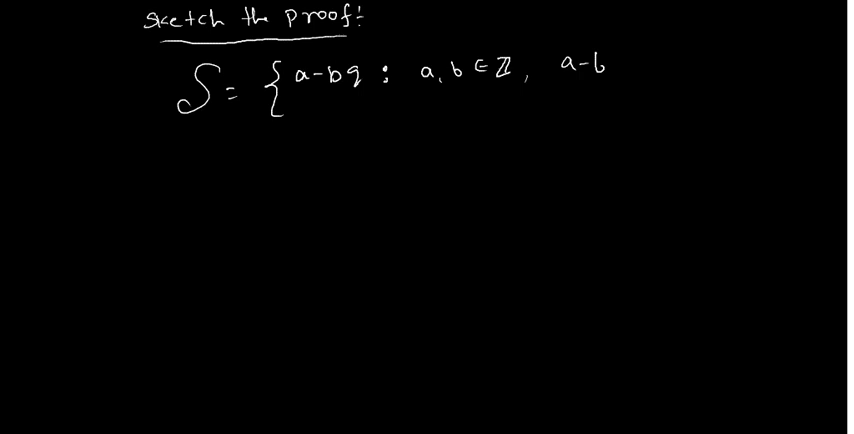 Sketch the proof:
S = { a-bq : a, b ∈ ℤ, a-b